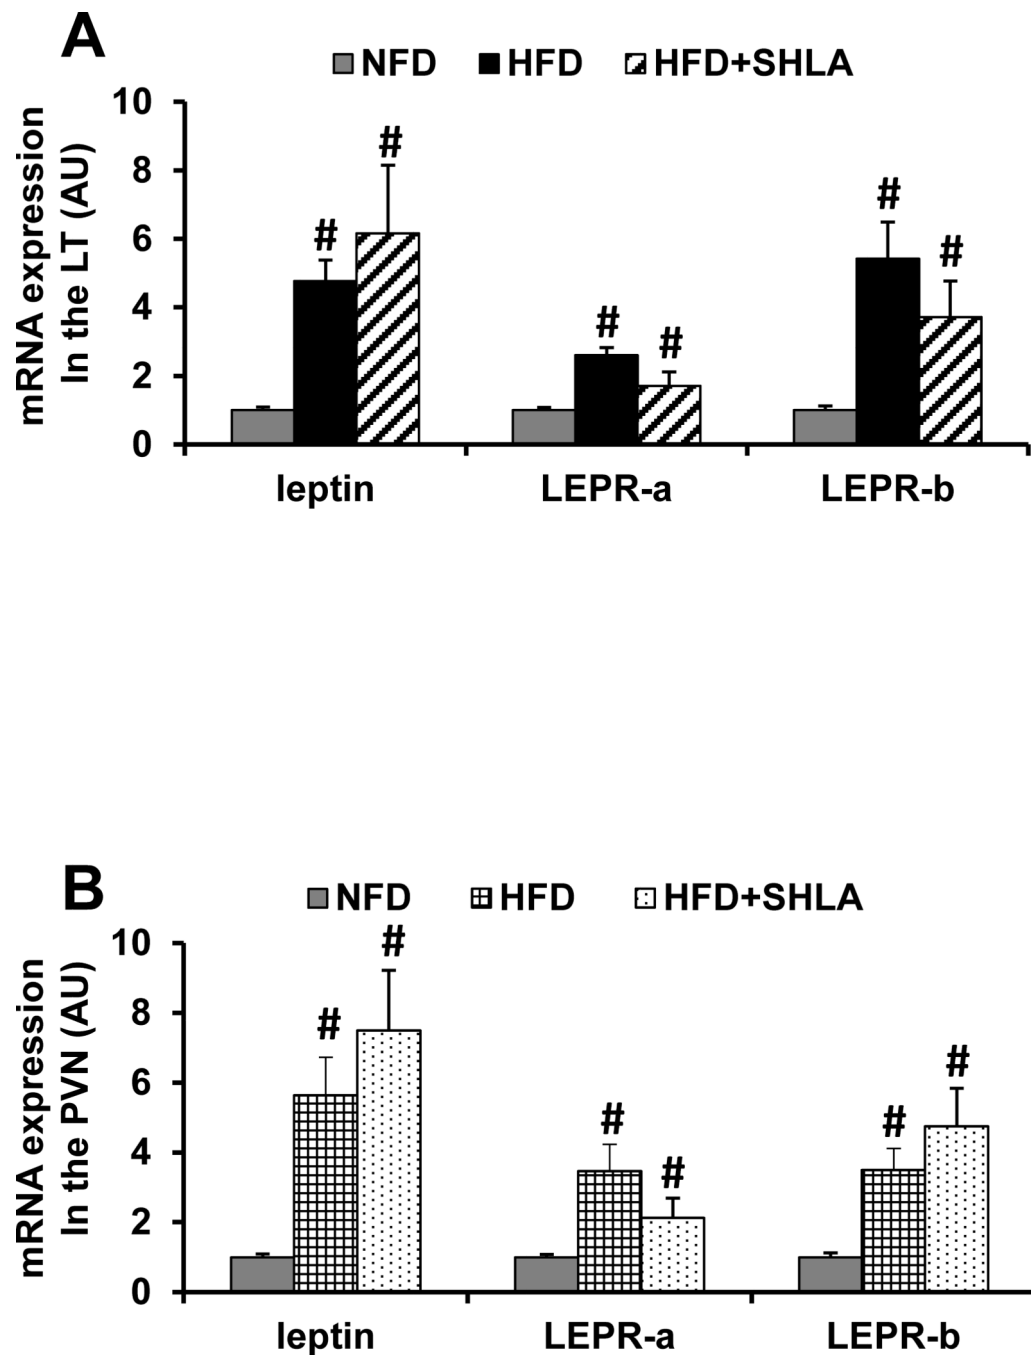 A
NFD HFD HFD+SHLA
mRNA expression
In the LT (AU)
10
8
6
4
2
0
# # # # # #
leptin LEPR-a LEPR-b
B
NFD HFD HFD+SHLA
mRNA expression
In the PVN (AU)
10
8
6
4
2
0
# # # # # #
leptin LEPR-a LEPR-b